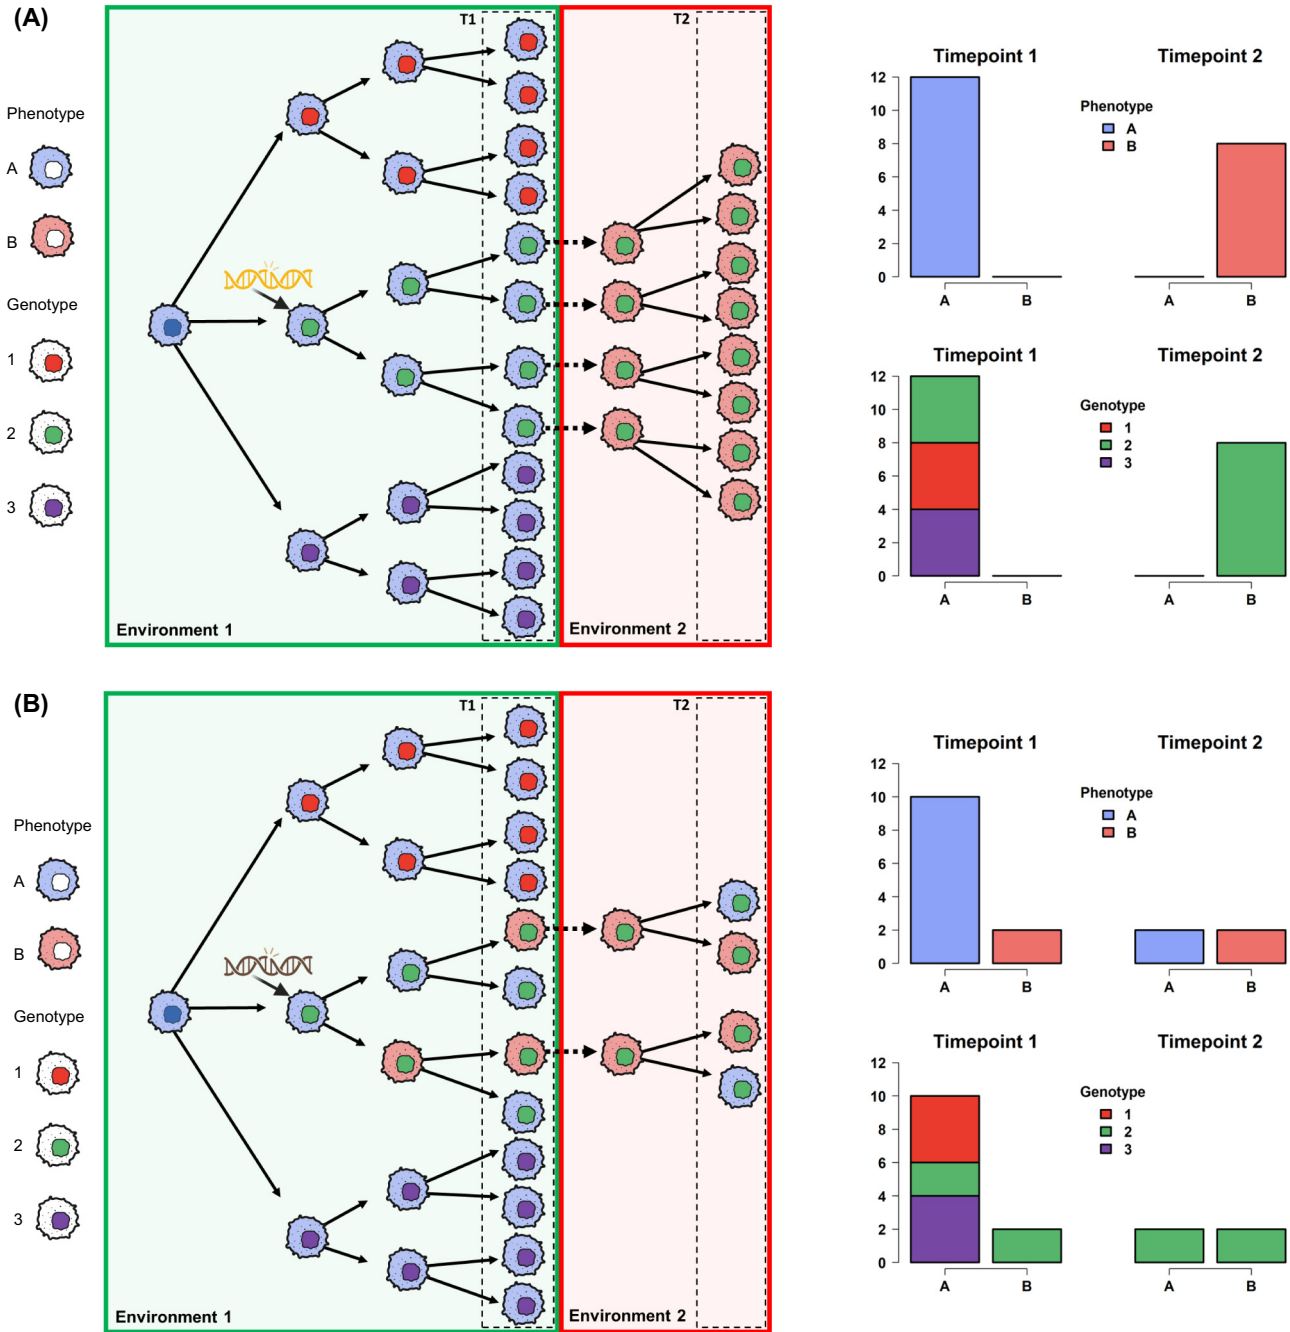 (A)
T1
T2
Phenotype
A
B
Genotype
1
2
3
Environment 1
Environment 2
Timepoint 1
Timepoint 2
12
10
8
6
4
2
0
Phenotype
A
B
A
B
A
B
Timepoint 1
Timepoint 2
12
10
8
6
4
2
0
Genotype
1
2
3
A
B
A
B
(B)
T1
T2
Phenotype
A
B
Genotype
1
2
3
Environment 1
Environment 2
Timepoint 1
Timepoint 2
12
10
8
6
4
2
0
Phenotype
A
B
A
B
A
B
Timepoint 1
Timepoint 2
12
10
8
6
4
2
0
Genotype
1
2
3
A
B
A
B